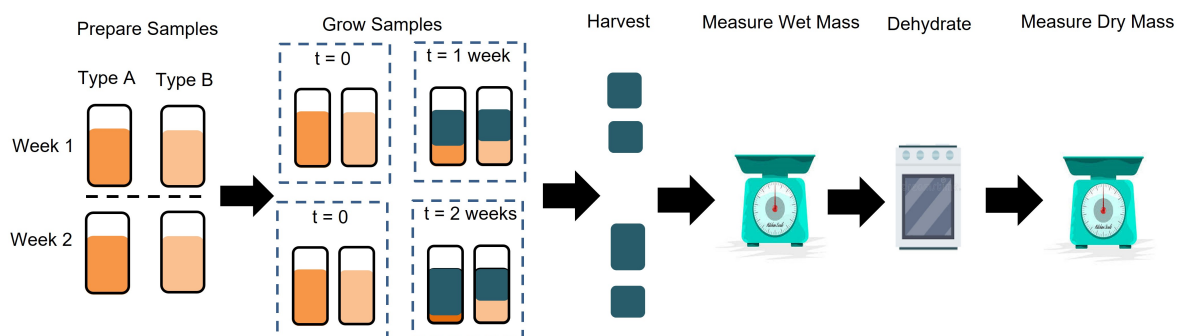 Prepare Samples
Grow Samples
Harvest
Measure Wet Mass
Dehydrate
Measure Dry Mass
Type A
Type B
Week 1
Week 2
t = 0
t = 1 week
t = 0
t = 2 weeks